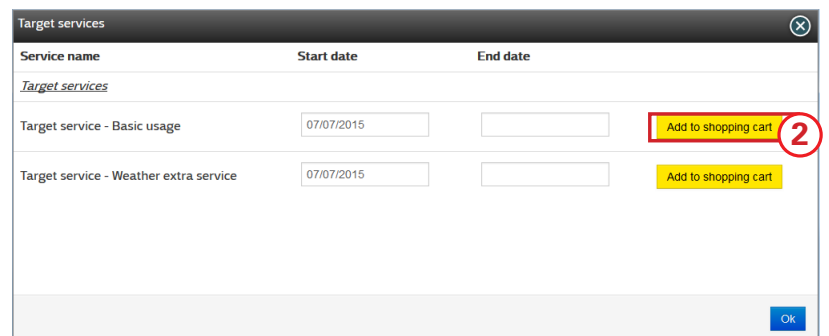 Target services
Service name Start date End date
Target services
Target service - Basic usage 07/07/2015 Add to shopping cart 2
Target service - Weather extra service 07/07/2015 Add to shopping cart
Ok